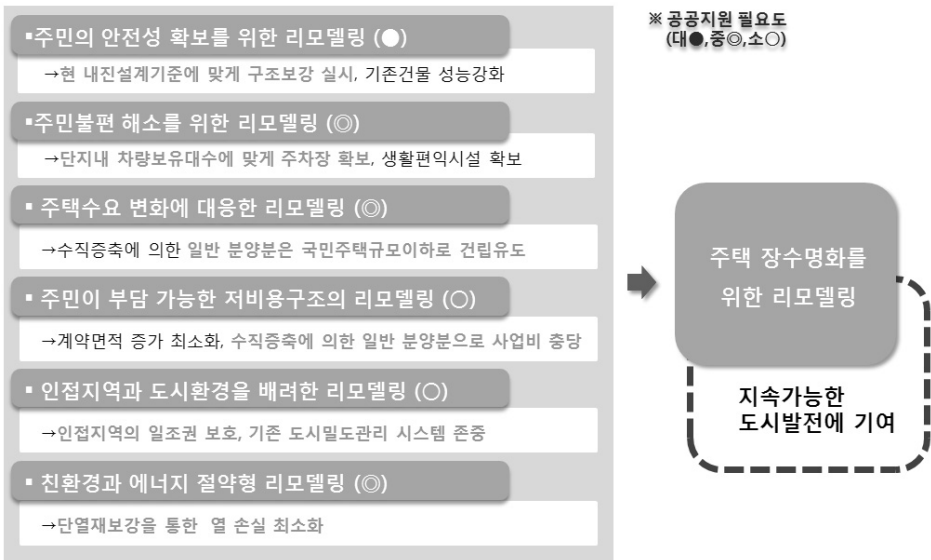 ▪주민의 안전성 확보를 위한 리모델링 (●)
→현 내진설계기준에 맞게 구조보강 실시, 기존건물 성능강화
▪주민불편 해소를 위한 리모델링 (◎)
→단지내 차량보유대수에 맞게 주차장 확보, 생활편익시설 확보
▪ 주택수요 변화에 대응한 리모델링 (◎)
→수직증축에 의한 일반 분양분은 국민주택규모이하로 건립유도
▪ 주민이 부담 가능한 저비용구조의 리모델링 (○)
→계약면적 증가 최소화, 수직증축에 의한 일반 분양분으로 사업비 충당
▪ 인접지역과 도시환경을 배려한 리모델링 (○)
→인접지역의 일조권 보호, 기존 도시밀도관리 시스템 존중
▪ 친환경과 에너지 절약형 리모델링 (◎)
→단열재보강을 통한 열 손실 최소화
※ 공공지원 필요도
(대●,중◎,소○)
주택 장수명화를
위한 리모델링
지속가능한
도시발전에 기여